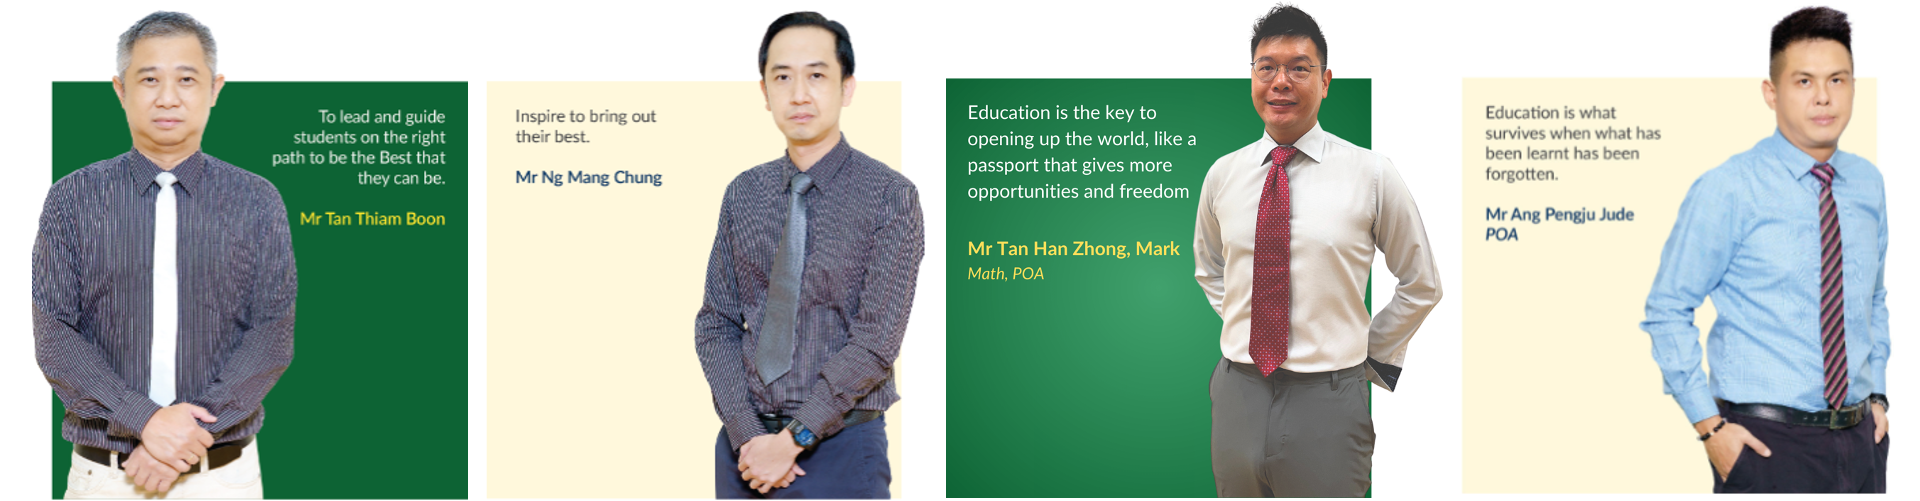 To lead and guide
students on the right
path to be the Best that
they can be.
Mr Tan Thiam Boon
Inspire to bring out
their best.
Mr Ng Mang Chung
Education is the key to
opening up the world, like a
passport that gives more
opportunities and freedom
Mr Tan Han Zhong, Mark
Math, POA
Education is what
survives when what has
been learnt has been
forgotten.
Mr Ang Pengju Jude
POA